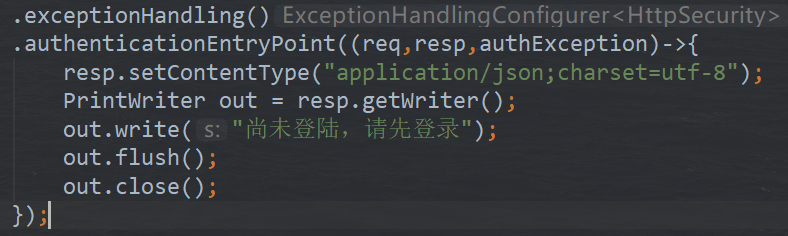 .exceptionHandling() ExceptionHandlingConfigurer<HttpSecurity>
.authenticationEntryPoint((req,resp,authException)->{
    resp.setContentType("application/json;charset=utf-8");
    PrintWriter out = resp.getWriter();
    out.write( s: "尚未登陆，请先登录");
    out.flush();
    out.close();
});